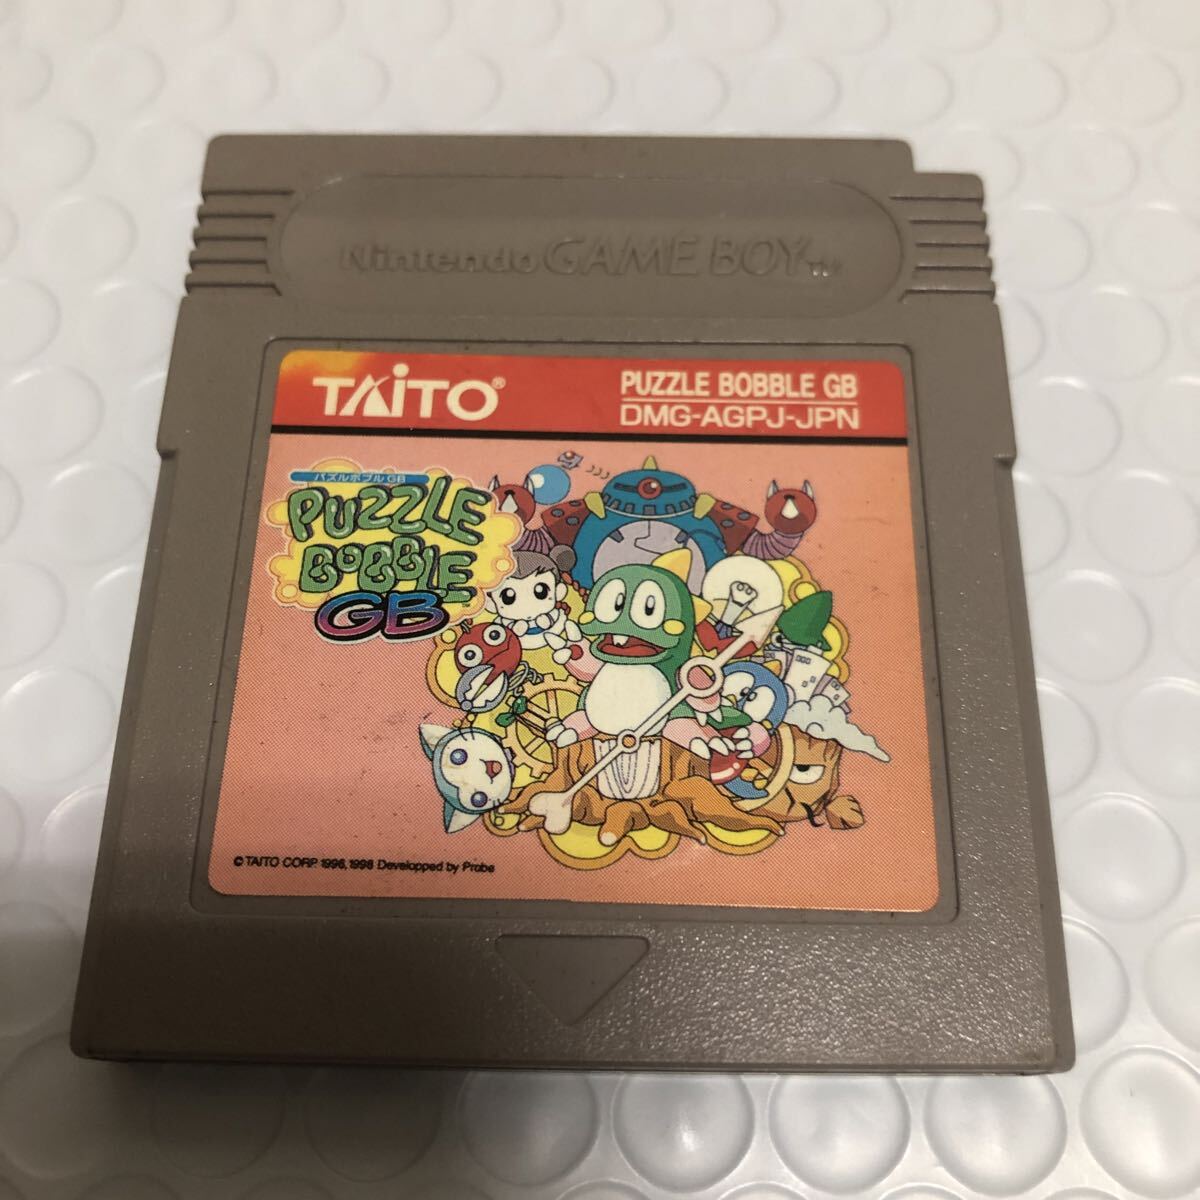 Nintendo GAME BOY TM
TAiTO®
PUZZLE BOBBLE GB
DMG-AGPJ-JPN
パズルボブルGB
PUZZLE
BOBBLE
GB
© TAITO CORP. 1996, 1998 Developped by Probe